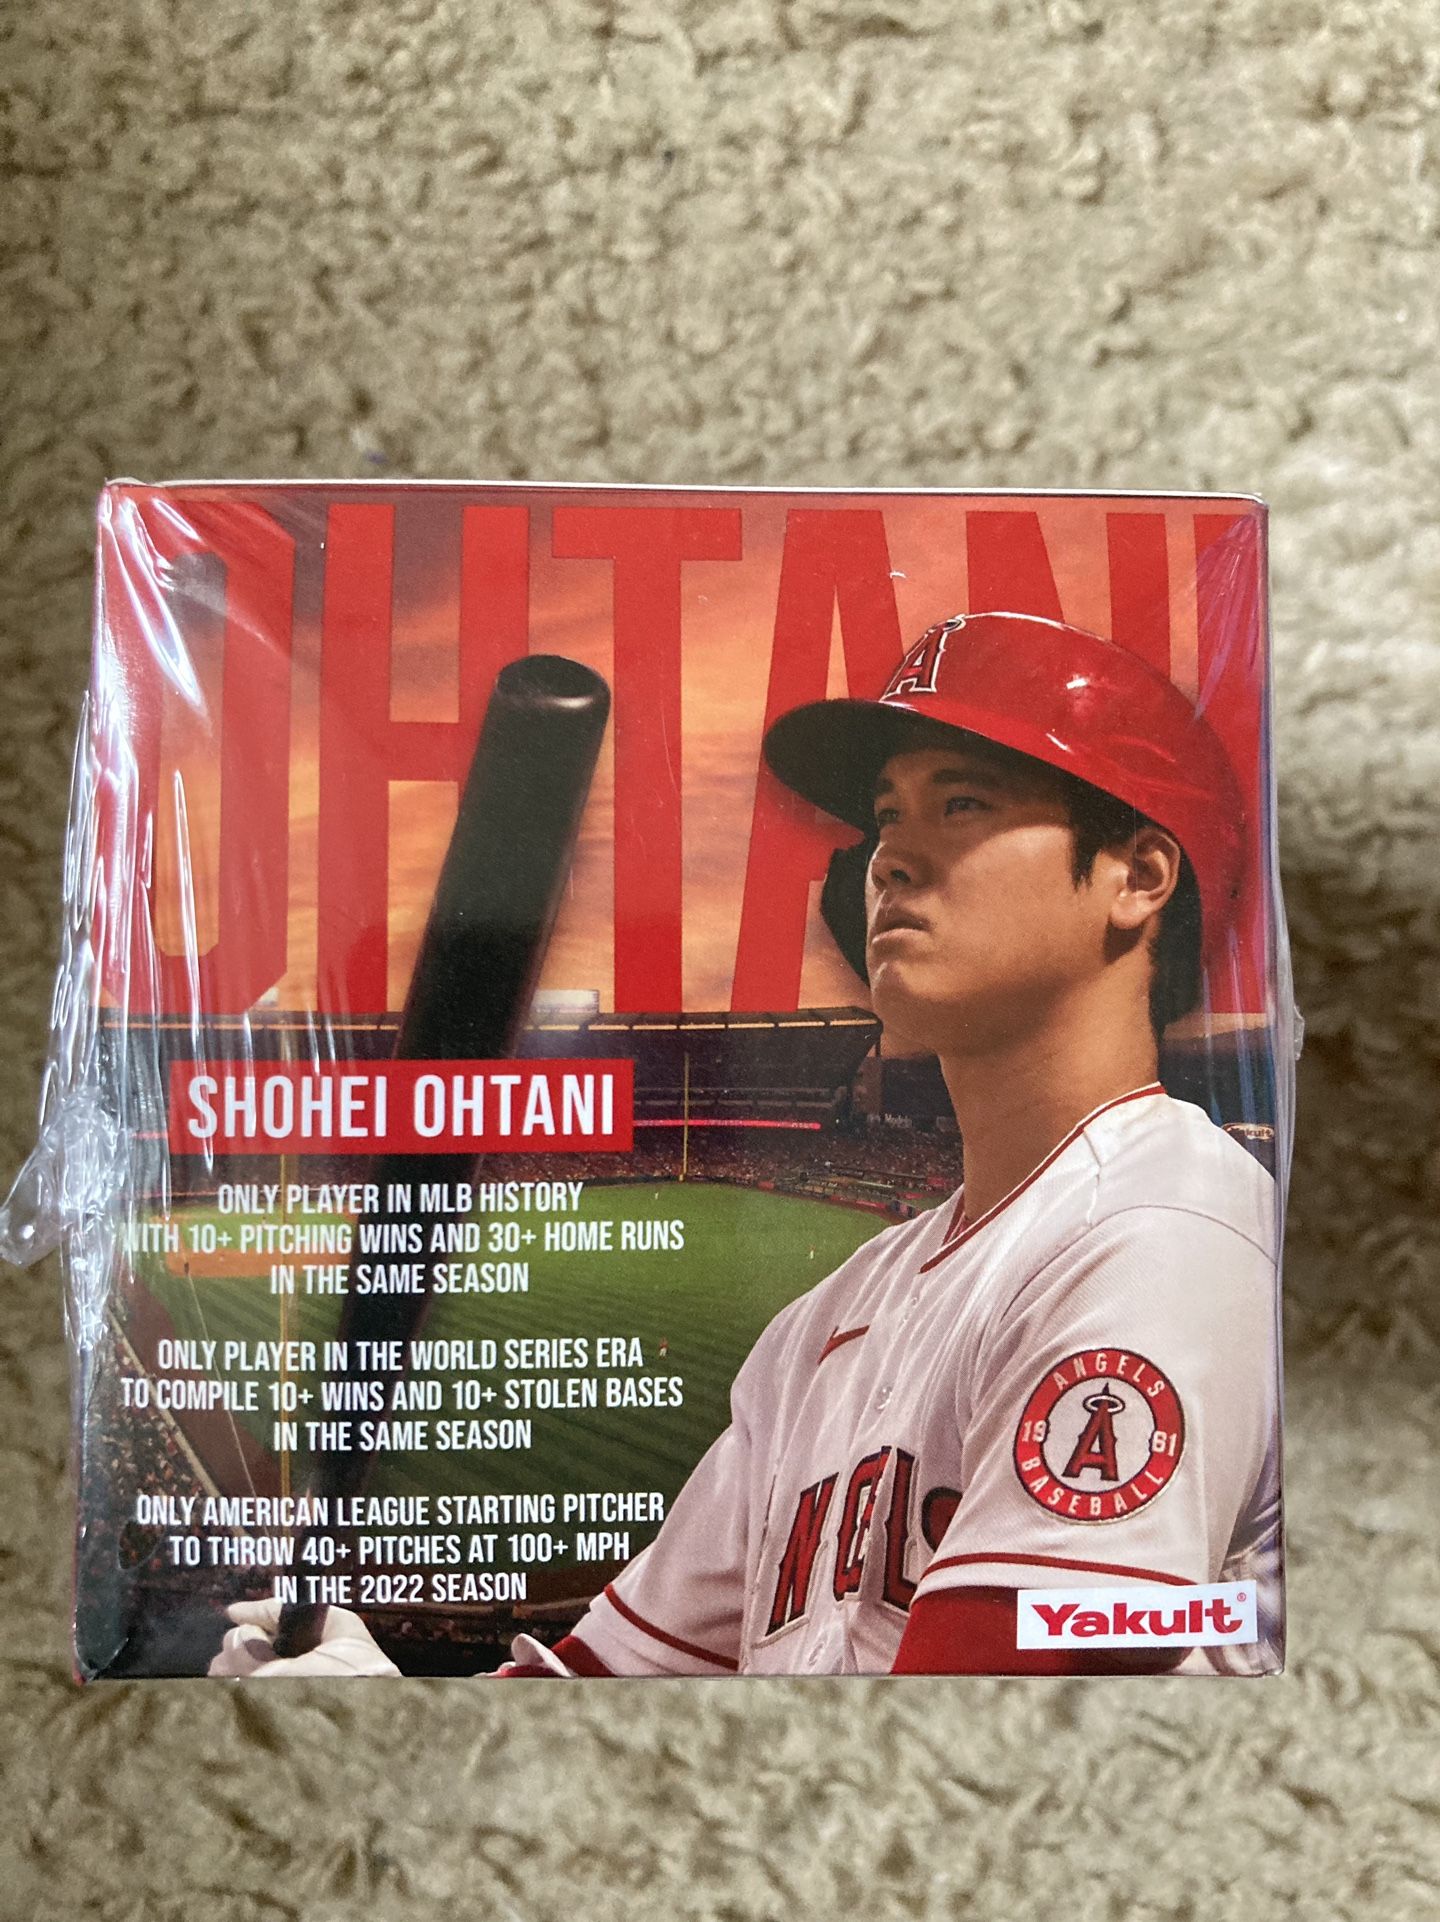 OHTANI
A
SHOHEI OHTANI
ONLY PLAYER IN MLB HISTORY
WITH 10+ PITCHING WINS AND 30+ HOME RUNS
IN THE SAME SEASON
ONLY PLAYER IN THE WORLD SERIES ERA
TO COMPILE 10+ WINS AND 10+ STOLEN BASES
IN THE SAME SEASON
ONLY AMERICAN LEAGUE STARTING PITCHER
TO THROW 40+ PITCHES AT 100+ MPH
IN THE 2022 SEASON
ANGELS
19 A 61
BASEBALL
NGEL
Yakult®